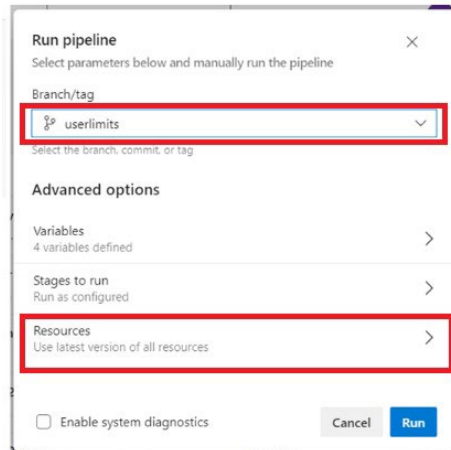 Run pipeline
Select parameters below and manually run the pipeline
Branch/tag
userlimits
Select the branch, commit, or tag
Advanced options
Variables
4 variables defined
Stages to run
Run as configured
Resources
Use latest version of all resources
Enable system diagnostics
Cancel
Run